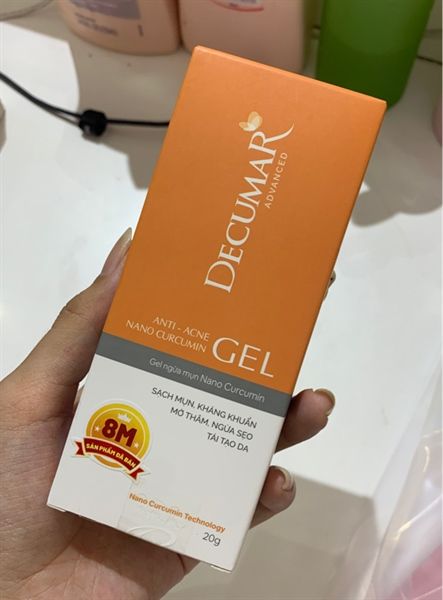 DECUMAR
ADVANCED
ANTI - ACNE
NANO CURCUMIN
GEL
Gel ngừa mụn Nano Curcumin
SẠCH MỤN, KHÁNG KHUẨN
MỜ THÂM, NGỪA SẸO
TÁI TẠO DA
8M
SẢN PHẨM ĐÃ BÁN
Nano Curcumin Technology
20g